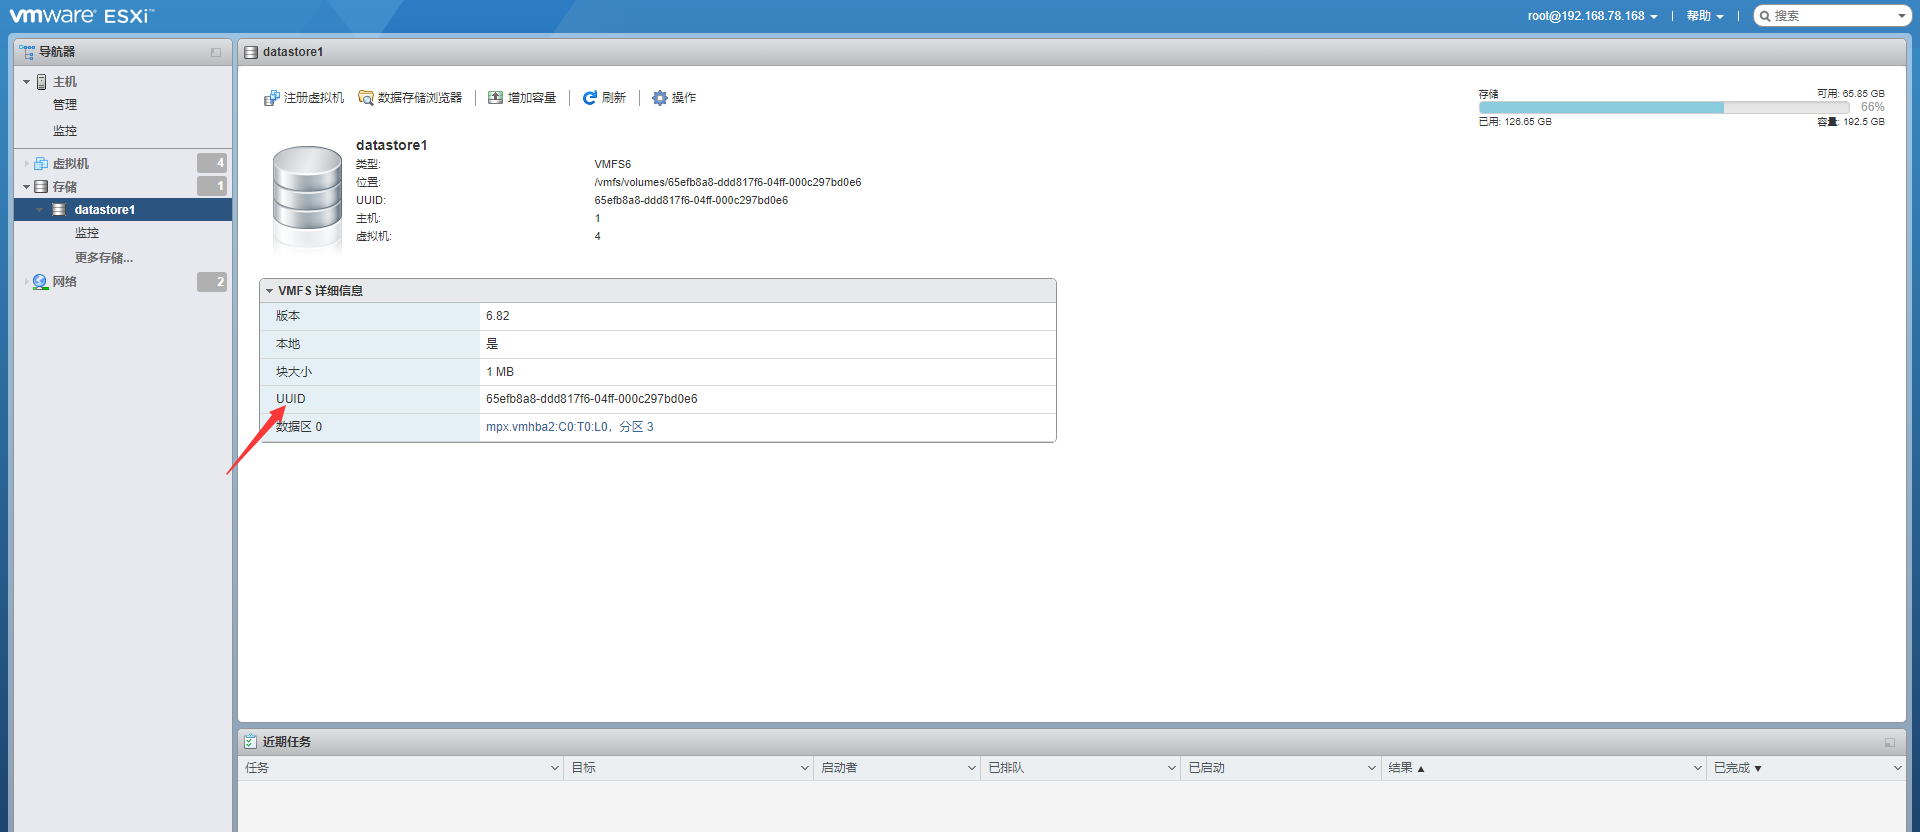 vmware® ESXi™
root@192.168.78.168 | 帮助 | 搜索
导航器
主机
管理
监控
虚拟机 4
存储 1
datastore1
监控
更多存储...
网络 2
datastore1
注册虚拟机 数据存储浏览器 | 增加容量 | 刷新 | 操作
存储 可用: 65.85 GB
66%
已用: 126.65 GB 容量: 192.5 GB
datastore1
类型: VMFS6
位置: /vmfs/volumes/65efb8a8-ddd817f6-04ff-000c297bd0e6
UUID: 65efb8a8-ddd817f6-04ff-000c297bd0e6
主机: 1
虚拟机: 4
VMFS 详细信息
版本 6.82
本地 是
块大小 1 MB
UUID 65efb8a8-ddd817f6-04ff-000c297bd0e6
数据区 0 mpx.vmhba2:C0:T0:L0，分区 3
近期任务
任务 目标 启动者 已排队 已启动 结果 ▲ 已完成 ▼